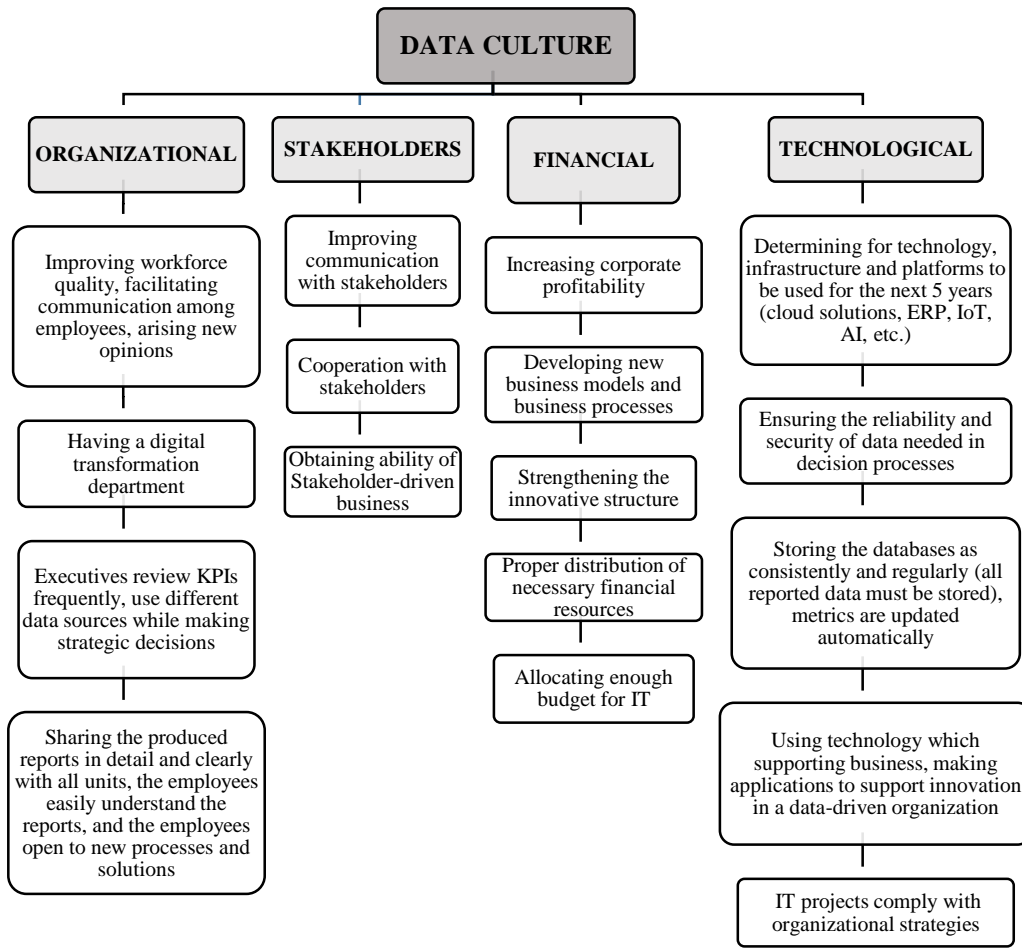 DATA CULTURE
ORGANIZATIONAL
Improving workforce
quality, facilitating
communication among
employees, arising new
opinions
Having a digital
transformation
department
Executives review KPIs
frequently, use different
data sources while making
strategic decisions
Sharing the produced
reports in detail and clearly
with all units, the employees
easily understand the
reports, and the employees
open to new processes and
solutions
STAKEHOLDERS
Improving
communication
with stakeholders
Cooperation with
stakeholders
Obtaining ability of
Stakeholder-driven
business
FINANCIAL
Increasing corporate
profitability
Developing new
business models and
business processes
Strengthening the
innovative structure
Proper distribution of
necessary financial
resources
Allocating enough
budget for IT
TECHNOLOGICAL
Determining for technology,
infrastructure and platforms to
be used for the next 5 years
(cloud solutions, ERP, IoT,
AI, etc.)
Ensuring the reliability and
security of data needed in
decision processes
Storing the databases as
consistently and regularly (all
reported data must be stored),
metrics are updated
automatically
Using technology which
supporting business, making
applications to support innovation
in a data-driven organization
IT projects comply with
organizational strategies